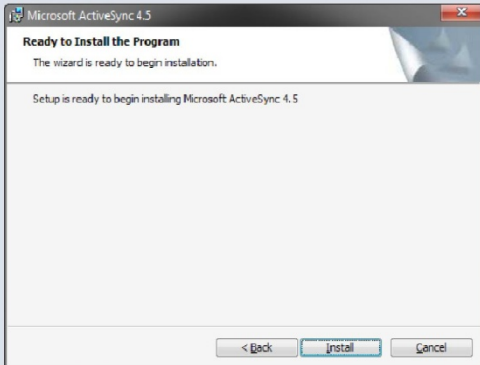 Microsoft ActiveSync 4.5
Ready to Install the Program
The wizard is ready to begin installation.
Setup is ready to begin installing Microsoft ActiveSync 4.5
< Back
Install
Cancel